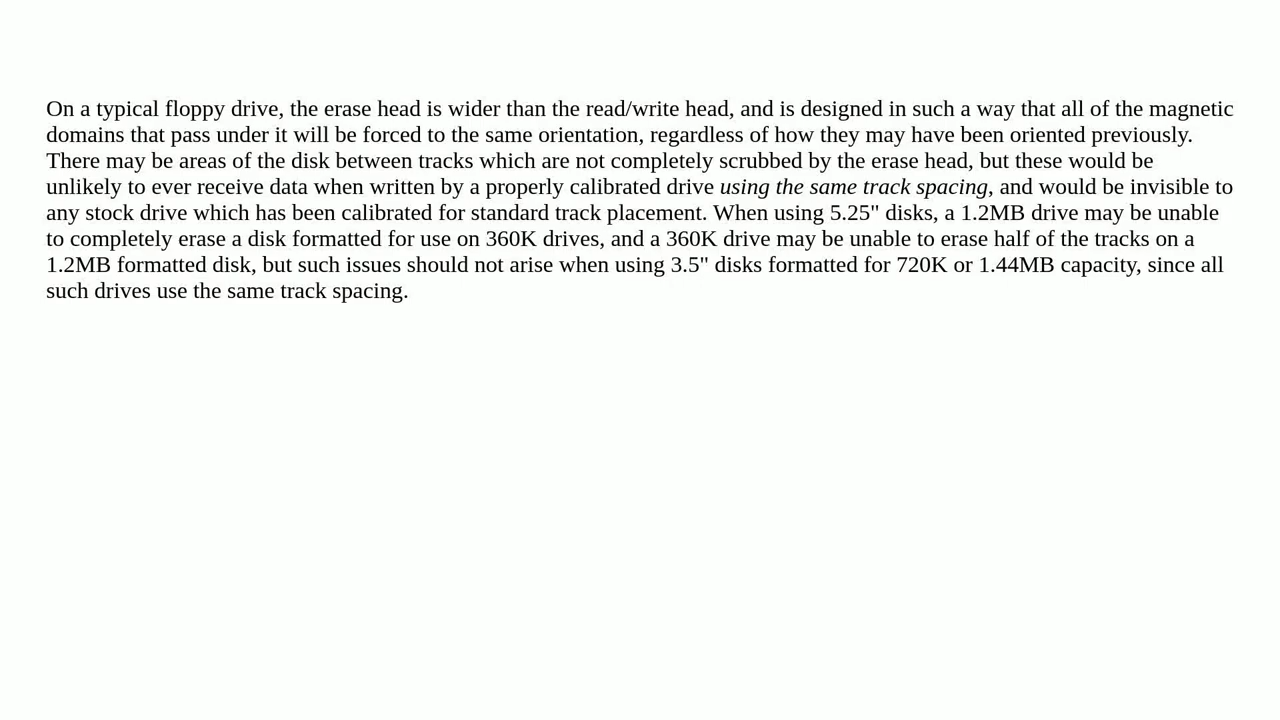 On a typical floppy drive, the erase head is wider than the read/write head, and is designed in such a way that all of the magnetic
domains that pass under it will be forced to the same orientation, regardless of how they may have been oriented previously.
There may be areas of the disk between tracks which are not completely scrubbed by the erase head, but these would be
unlikely to ever receive data when written by a properly calibrated drive using the same track spacing, and would be invisible to
any stock drive which has been calibrated for standard track placement. When using 5.25" disks, a 1.2MB drive may be unable
to completely erase a disk formatted for use on 360K drives, and a 360K drive may be unable to erase half of the tracks on a
1.2MB formatted disk, but such issues should not arise when using 3.5" disks formatted for 720K or 1.44MB capacity, since all
such drives use the same track spacing.